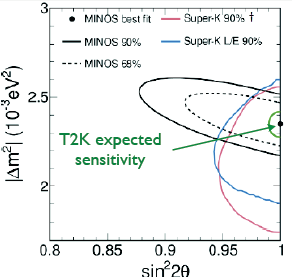 MINOS best fit
Super-K 90% †
MINOS 90%
Super-K L/E 90%
MINOS 68%
|Δm²| (10⁻³eV²)
3
2.5
T2K expected
sensitivity
2
0.8
0.85
0.9
0.95
1
sin²2θ